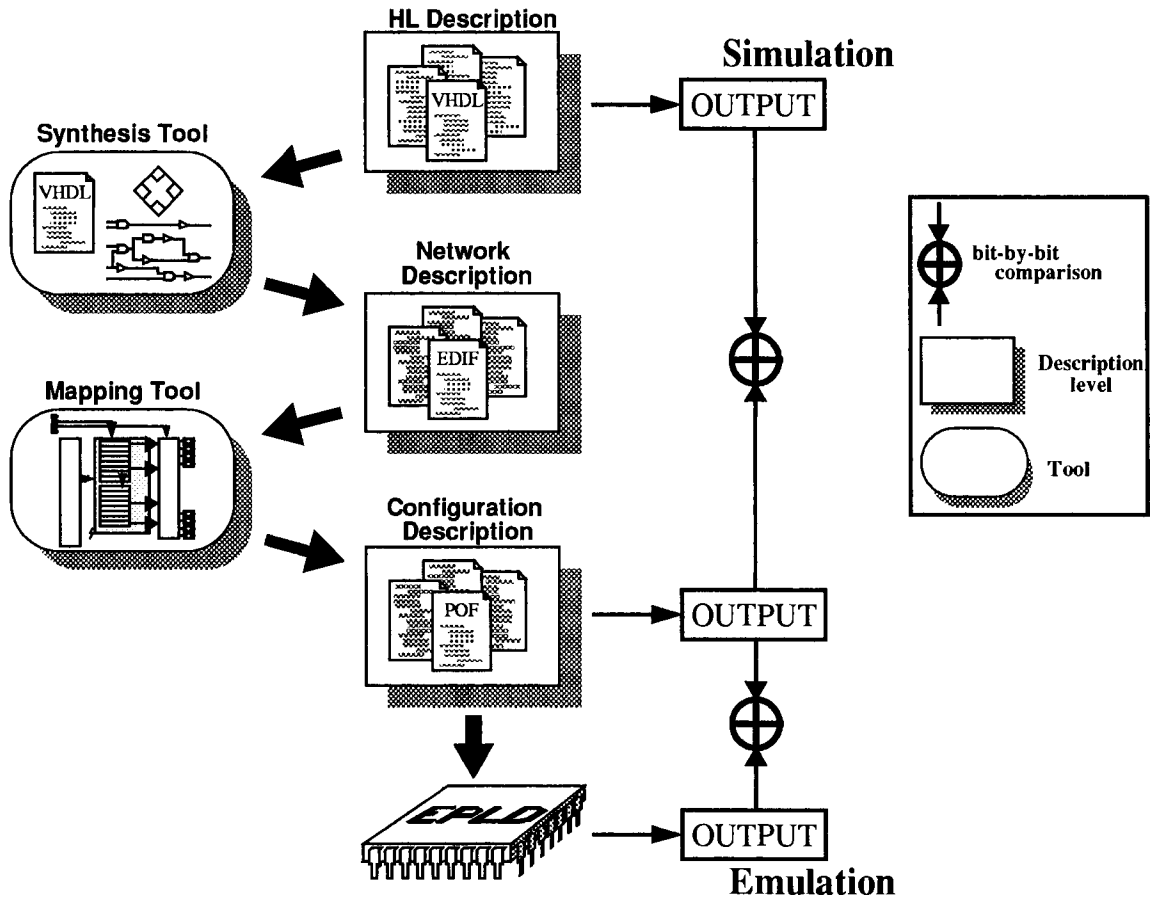 HL Description
VHDL
Simulation
OUTPUT
Synthesis Tool
VHDL
Network
Description
EDIF
bit-by-bit
comparison
Description
level
Tool
Mapping Tool
Configuration
Description
POF
OUTPUT
EPLD
OUTPUT
Emulation